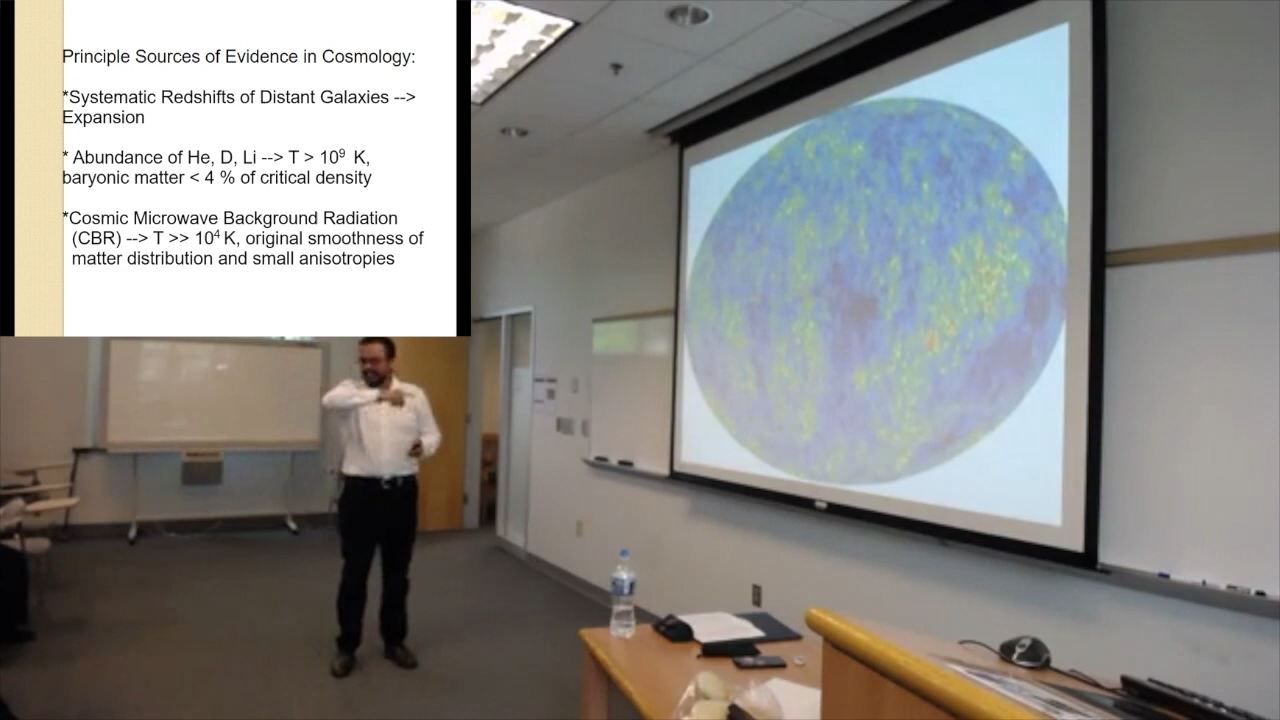 Principle Sources of Evidence in Cosmology:
*Systematic Redshifts of Distant Galaxies -->
Expansion
* Abundance of He, D, Li --> T > 10⁹ K,
baryonic matter < 4 % of critical density
*Cosmic Microwave Background Radiation
(CBR) --> T >> 10⁴ K, original smoothness of
matter distribution and small anisotropies